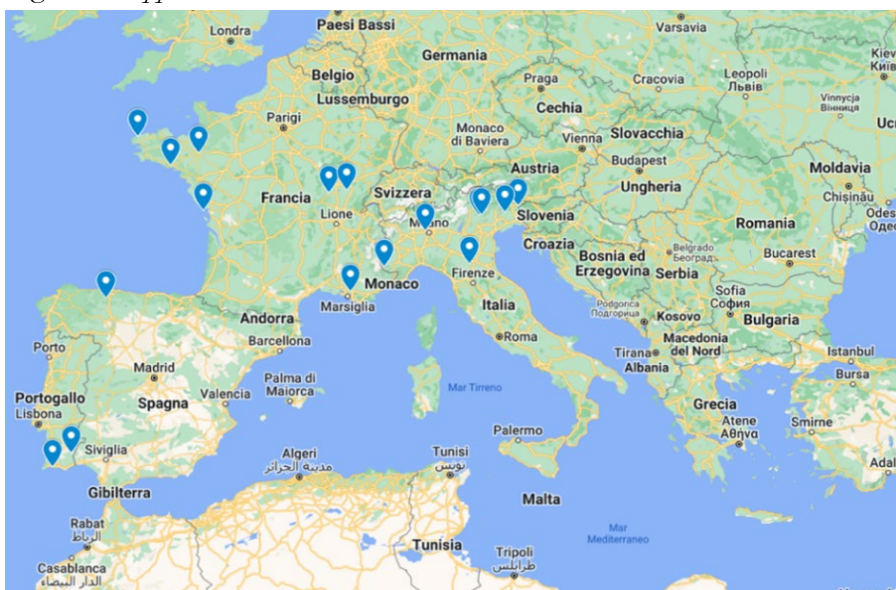 Londra
Paesi Bassi
Varsavia
Germania
Belgio
Lussemburgo
Praga
Cracovia
Leopoli
Львів
Cechia
Parigi
Vinnycja
Вінниця
Monaco
di Baviera
Vienna
Slovacchia
Austria
Budapest
Moldavia
Chișinău
Svizzera
Ungheria
Francia
Lione
Slovenia
Romania
Croazia
Belgrado
Београд
Bosnia ed
Erzegovina
Serbia
Bucarest
Monaco
Firenze
Marsiglia
Italia
Podgorica
Подгорица
Kosovo
Sofia
София
Bulgaria
Andorra
Barcellona
Roma
Macedonia
del Nord
Tirana
Albania
Istanbul
Bursa
Porto
Madrid
Portogallo
Spagna
Valencia
Palma di
Maiorca
Mar Tirreno
Lisbona
Grecia
Atene
Αθήνα
Smirne
Siviglia
Palermo
Algeri
مدينة الجزائر
Tunisi
تونس
Gibilterra
Malta
Rabat
الرباط
Mar
Mediterraneo
Tunisia
Tripoli
طرابلس
Casablanca
الدار البيضاء